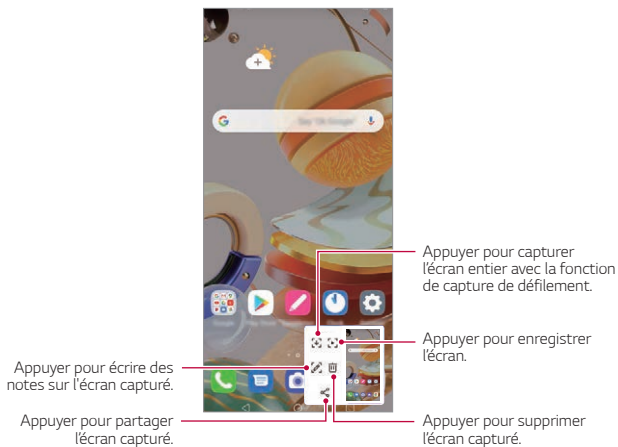 G
Appuyer pour capturer
l'écran entier avec la fonction
de capture de défilement.
Appuyer pour enregistrer
l'écran.
Appuyer pour écrire des
notes sur l'écran capturé.
Appuyer pour partager
l'écran capturé.
Appuyer pour supprimer
l'écran capturé.